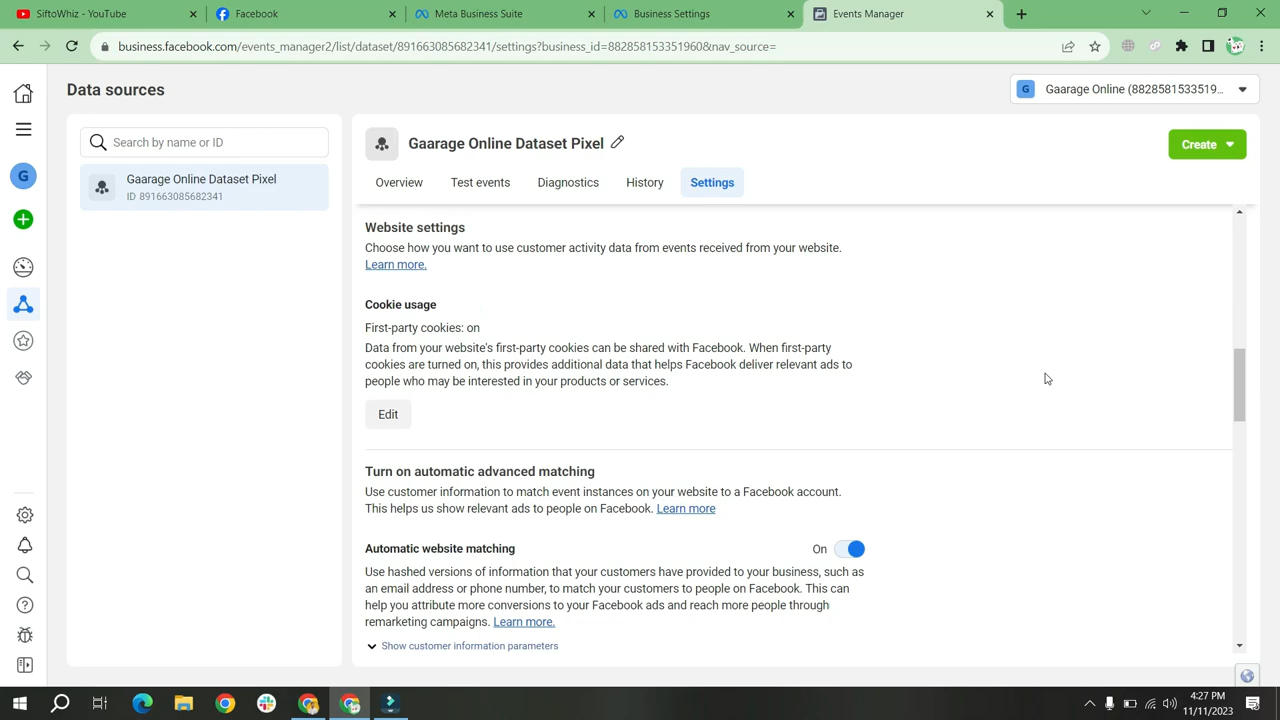 SiftoWhiz - YouTube
Facebook
Meta Business Suite
Business Settings
Events Manager
business.facebook.com/events_manager2/list/dataset/891663085682341/settings?business_id=882858153351960&nav_source=
Data sources
G
Gaarage Online (8828581533519...
Search by name or ID
Gaarage Online Dataset Pixel
ID 891663085682341
G
Gaarage Online Dataset Pixel
Create
Overview
Test events
Diagnostics
History
Settings
Website settings
Choose how you want to use customer activity data from events received from your website.
Learn more.
Cookie usage
First-party cookies: on
Data from your website's first-party cookies can be shared with Facebook. When first-party
cookies are turned on, this provides additional data that helps Facebook deliver relevant ads to
people who may be interested in your products or services.
Edit
Turn on automatic advanced matching
Use customer information to match event instances on your website to a Facebook account.
This helps us show relevant ads to people on Facebook. Learn more
Automatic website matching
On
Use hashed versions of information that your customers have provided to your business, such as
an email address or phone number, to match your customers to people on Facebook. This can
help you attribute more conversions to your Facebook ads and reach more people through
remarketing campaigns. Learn more.
Show customer information parameters
4:27 PM
11/11/2023